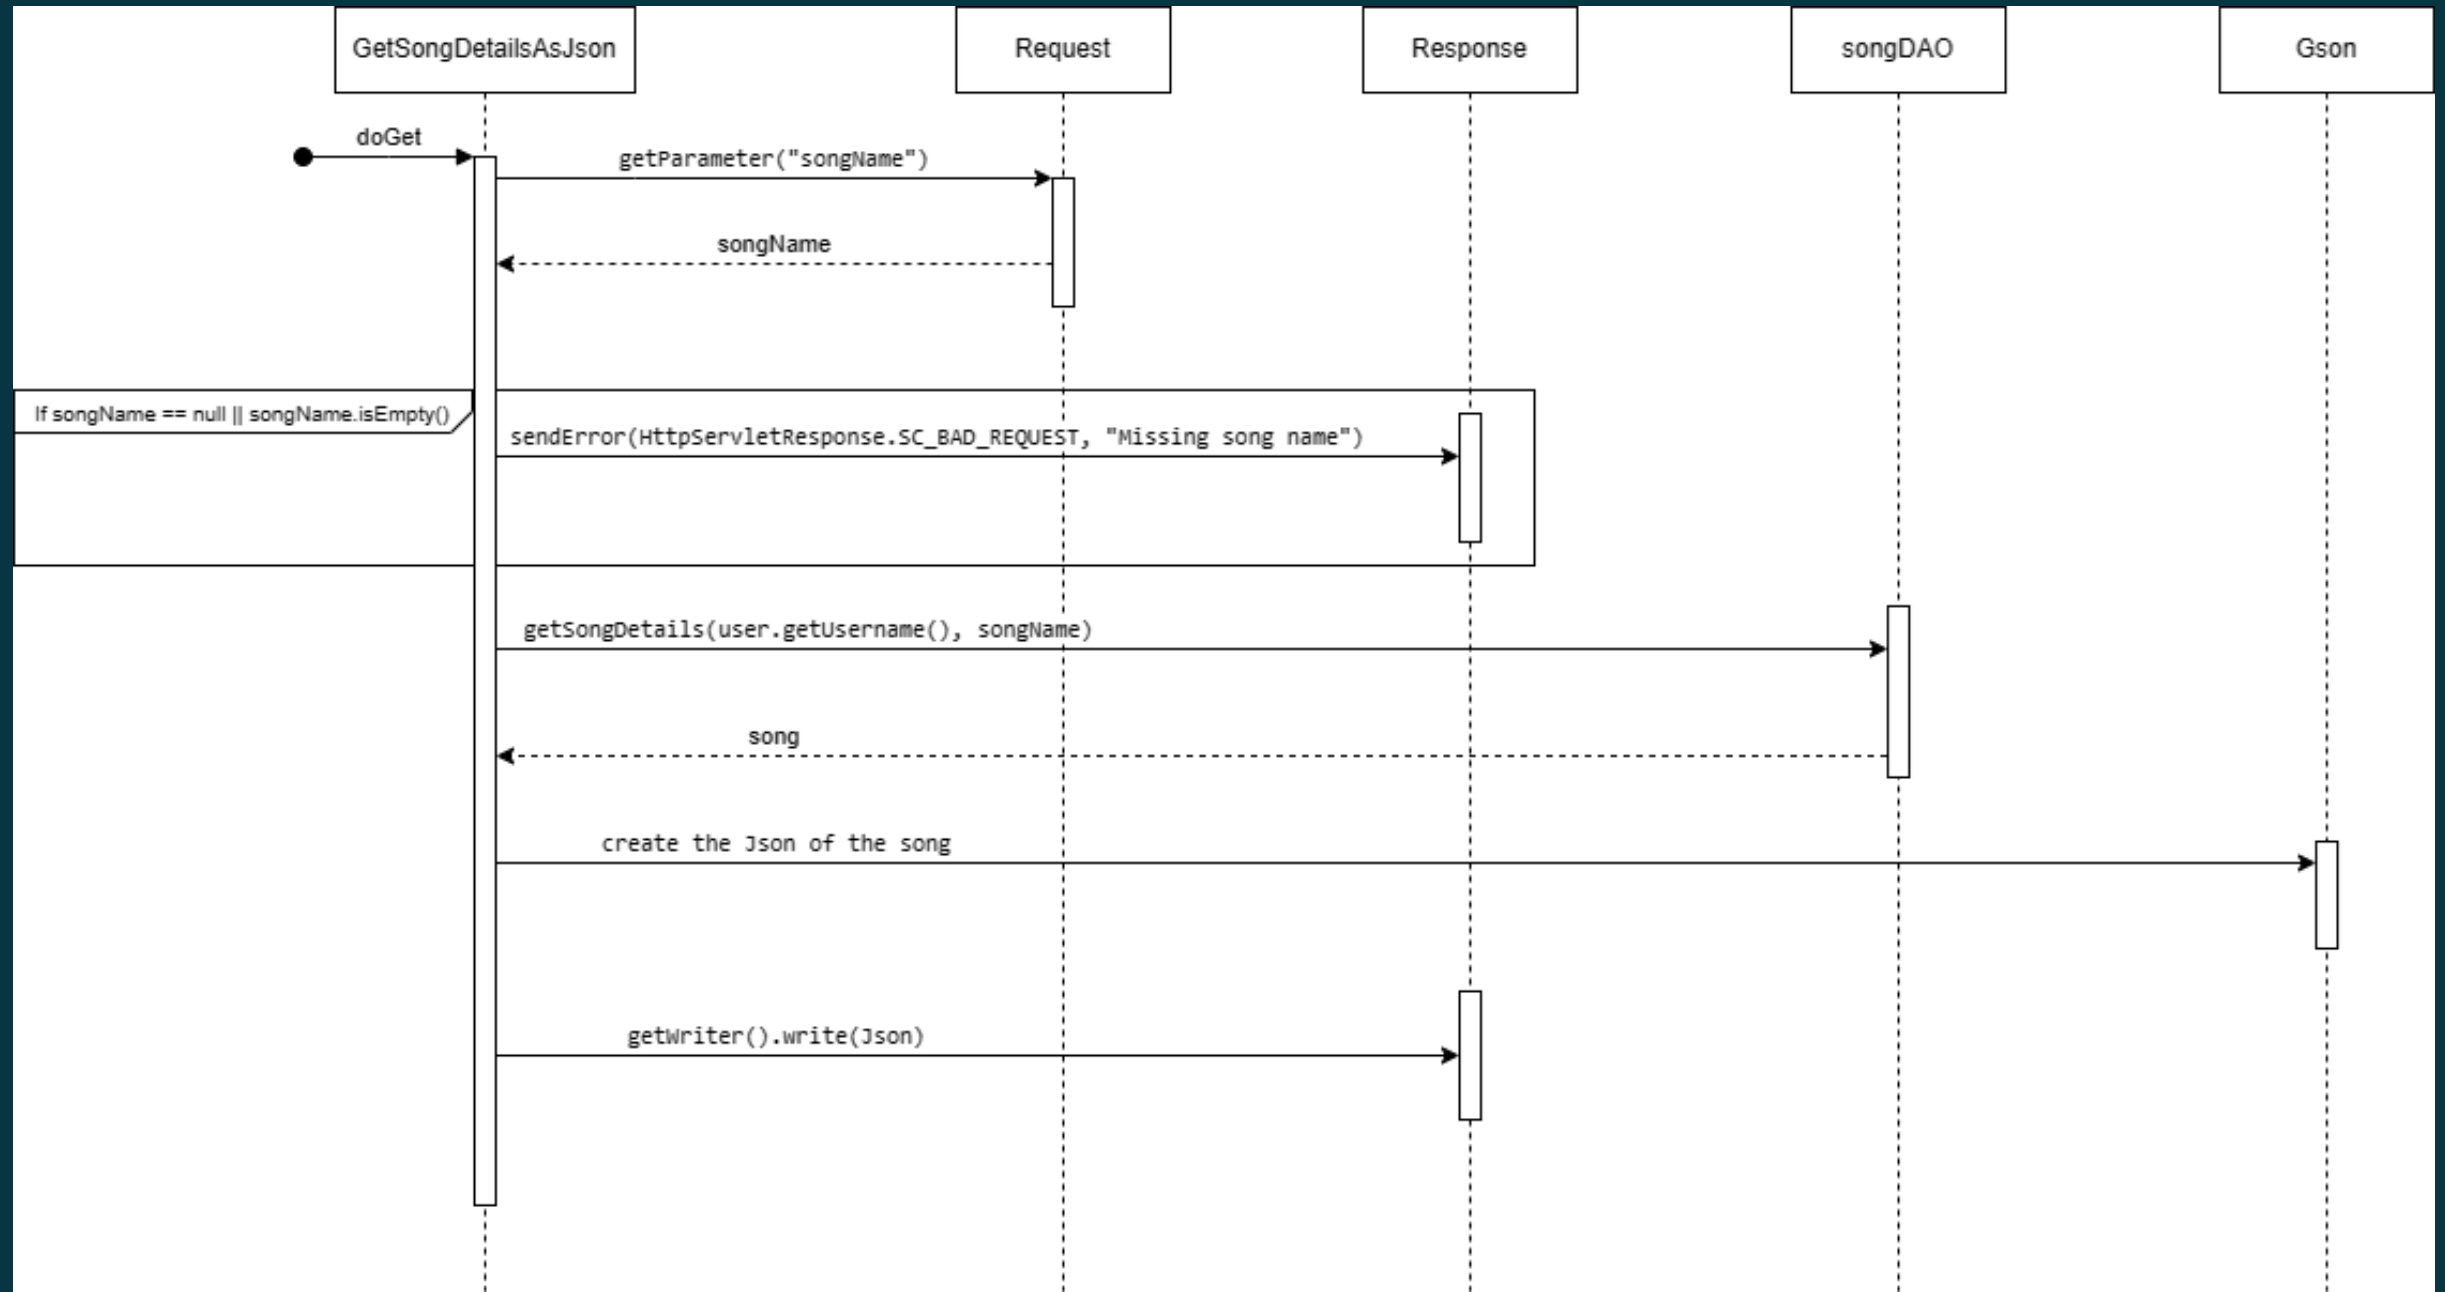 GetSongDetailsAsJson
Request
Response
songDAO
Gson
doGet
getParameter("songName")
songName
If songName == null || songName.isEmpty()
sendError(HttpServletResponse.SC_BAD_REQUEST, "Missing song name")
getSongDetails(user.getUsername(), songName)
song
create the Json of the song
getWriter().write(Json)